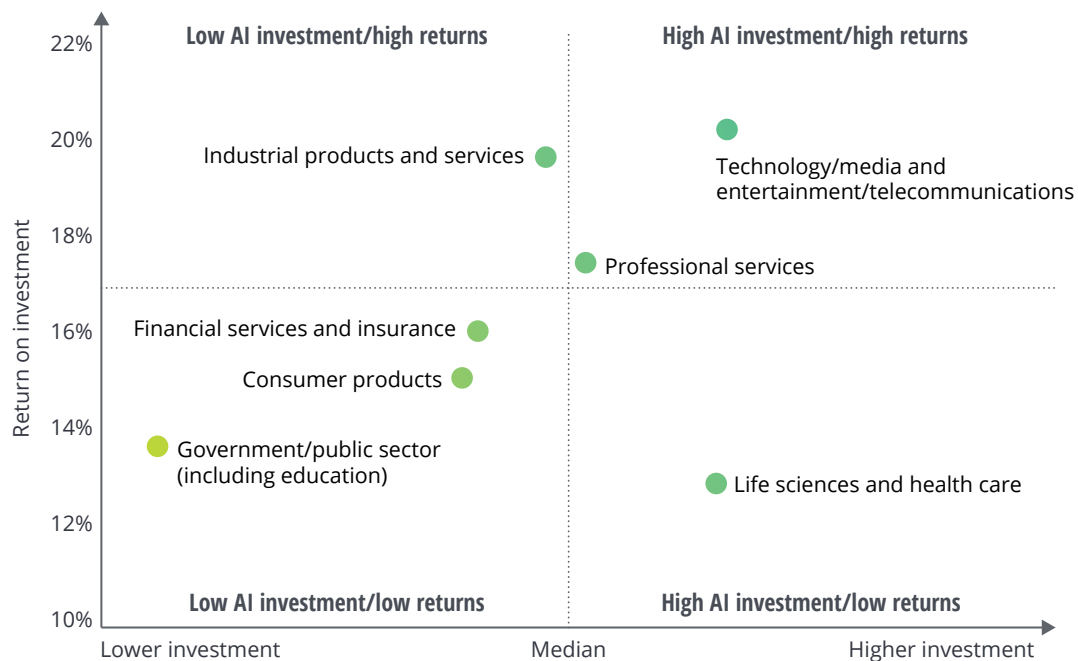 Low AI investment/high returns
High AI investment/high returns
22%
20%
18%
16%
14%
12%
10%
Return on investment
Industrial products and services
Technology/media and
entertainment/telecommunications
Professional services
Financial services and insurance
Consumer products
Government/public sector
(including education)
Life sciences and health care
Low AI investment/low returns
High AI investment/low returns
Lower investment
Median
Higher investment